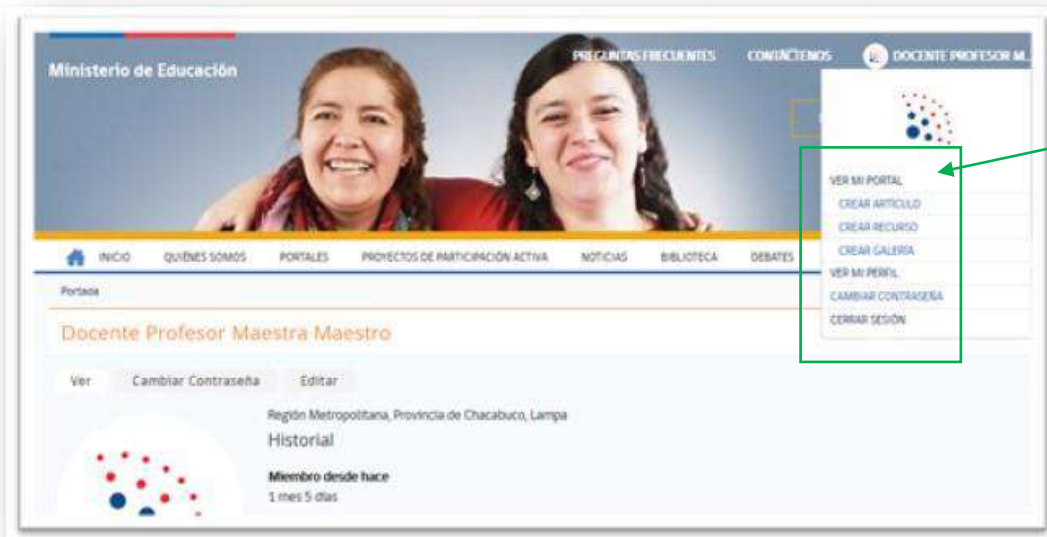 Ministerio de Educación
PREGUNTAS FRECUENTES CONTÁCTENOS DOCENTE PROFESOR M...
VER MI PORTAL
CREAR ARTÍCULO
CREAR RECURSO
CREAR GALERÍA
VER MI PERFIL
CAMBIAR CONTRASEÑA
CERRAR SESIÓN
INICIO QUIÉNES SOMOS PORTALES PROYECTOS DE PARTICIPACIÓN ACTIVA NOTICIAS BIBLIOTECA DEBATES
Portada
Docente Profesor Maestra Maestro
Ver Cambiar Contraseña Editar
Región Metropolitana, Provincia de Chacabuco, Lampa
Historial
Miembro desde hace
1 mes 5 días